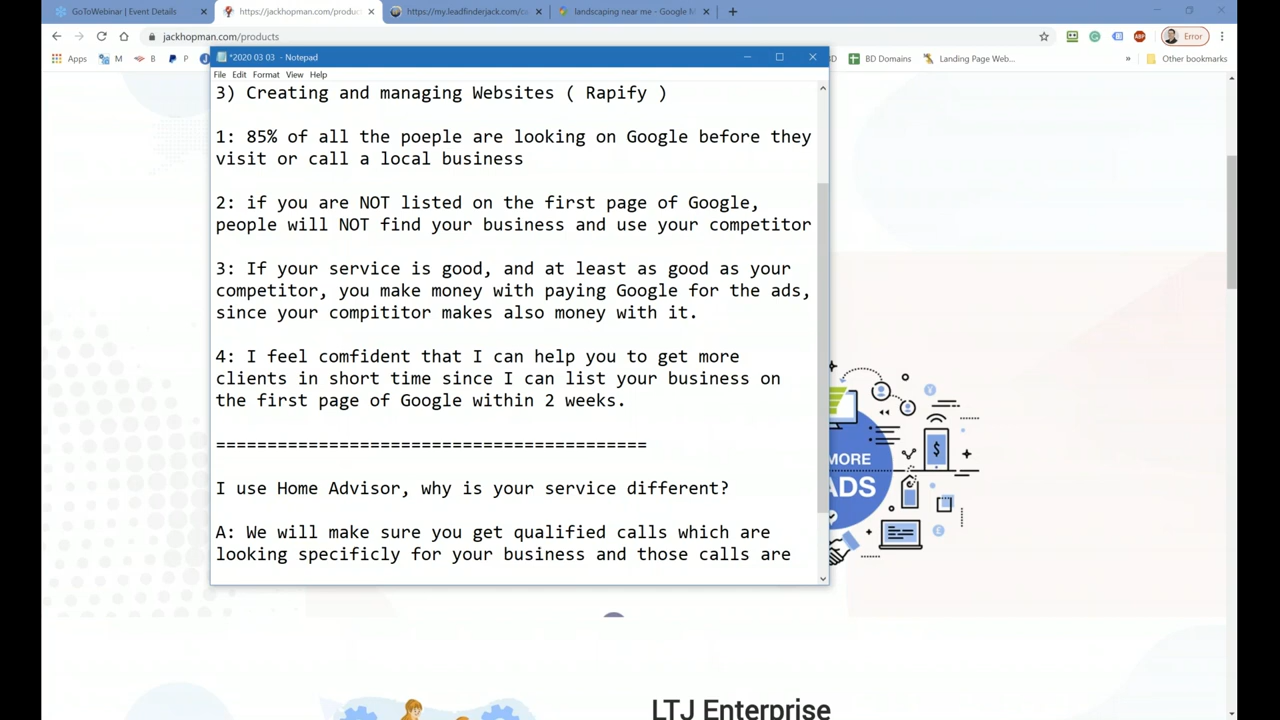 GoToWebinar | Event Details
https://jackhopman.com/produc
https://my.leadfinderjack.com/ca
landscaping near me - Google M
jackhopman.com/products
Error
Apps
M
B
P
J
BD Domains
Landing Page Web...
»
Other bookmarks
*2020 03 03 - Notepad
File Edit Format View Help
3) Creating and managing Websites ( Rapify )
1: 85% of all the poeple are looking on Google before they
visit or call a local business
2: if you are NOT listed on the first page of Google,
people will NOT find your business and use your competitor
3: If your service is good, and at least as good as your
competitor, you make money with paying Google for the ads,
since your compititor makes also money with it.
4: I feel comfident that I can help you to get more
clients in short time since I can list your business on
the first page of Google within 2 weeks.
==========================================
I use Home Advisor, why is your service different?
A: We will make sure you get qualified calls which are
looking specificly for your business and those calls are
MORE
ADS
LTJ Enterprise